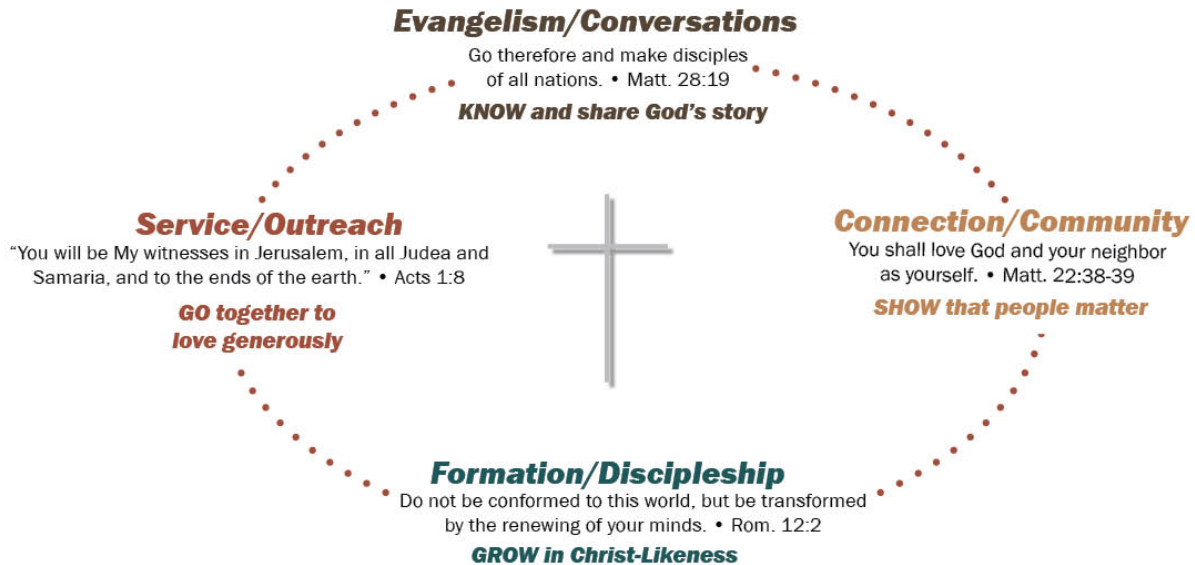 Evangelism/Conversations
Go therefore and make disciples
of all nations. • Matt. 28:19
KNOW and share God's story
Service/Outreach
“You will be My witnesses in Jerusalem, in all Judea and
Samaria, and to the ends of the earth.” • Acts 1:8
GO together to
love generously
Connection/Community
You shall love God and your neighbor
as yourself. • Matt. 22:38-39
SHOW that people matter
Formation/Discipleship
Do not be conformed to this world, but be transformed
by the renewing of your minds. • Rom. 12:2
GROW in Christ-Likeness